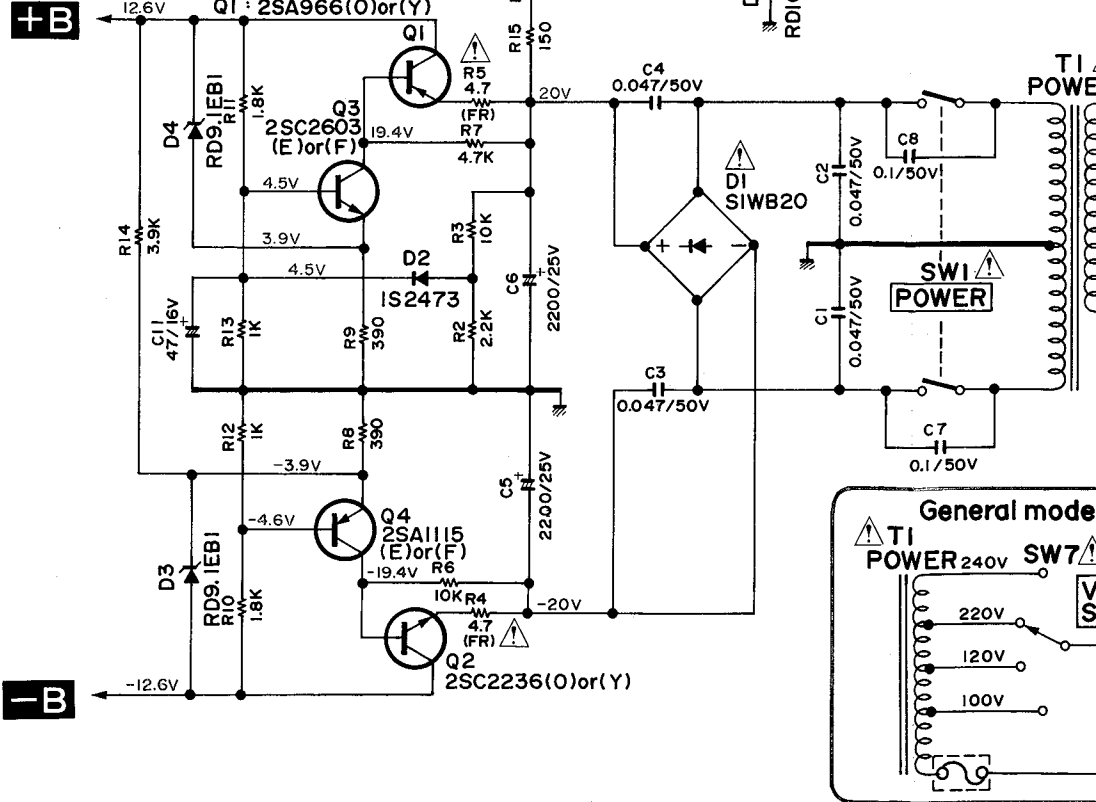 +B
12.6V
Q1 : 2SA966(O)or(Y)
Q1
R5
4.7
(FR)
R15
150
RD1
20V
C4
0.047/50V
T1
POWE
D4
RD9.1EB1
R11
1.8K
Q3
2SC2603
(E)or(F)
19.4V
R7
4.7K
D1
S1WB20
C2
0.047/50V
C8
0.1/50V
4.5V
R14
3.9K
3.9V
R3
10K
4.5V
D2
1S2473
C6
2200/25V
+
+
−
SW1
POWER
C11
47/16V
+
R13
1K
R9
390
R2
2.2K
C1
0.047/50V
C3
0.047/50V
R12
1K
R8
390
C7
0.1/50V
-3.9V
C5
2200/25V
+
-4.6V
Q4
2SA1115
(E)or(F)
D3
RD9.1EB1
R10
1.8K
-19.4V
R6
10K
R4
4.7
(FR)
-20V
Q2
2SC2236(O)or(Y)
-B
-12.6V
General mode
T1
POWER
240V
SW7
V
S
220V
120V
100V